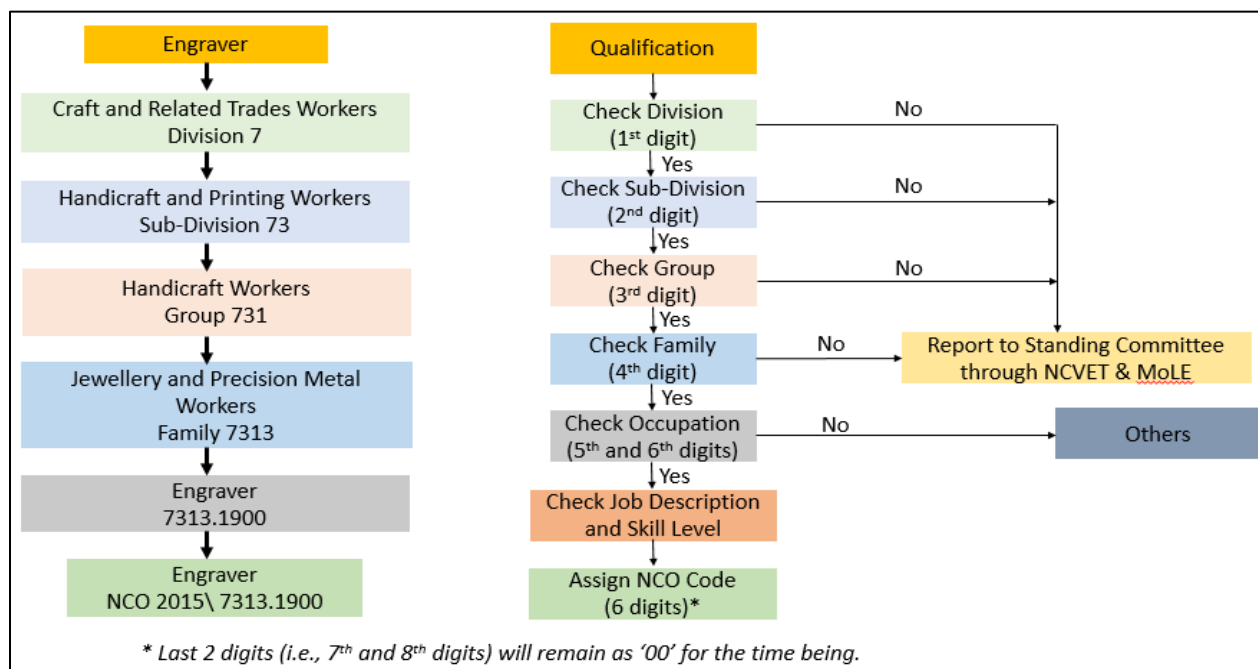 Engraver
Craft and Related Trades Workers
Division 7
Handicraft and Printing Workers
Sub-Division 73
Handicraft Workers
Group 731
Jewellery and Precision Metal
Workers
Family 7313
Engraver
7313.1900
Engraver
NCO 2015\ 7313.1900
Qualification
Check Division
(1st digit)
No
Yes
Check Sub-Division
(2nd digit)
No
Yes
Check Group
(3rd digit)
No
Yes
Check Family
(4th digit)
No
Report to Standing Committee
through NCVET & MoLE
Yes
Check Occupation
(5th and 6th digits)
No
Others
Yes
Check Job Description
and Skill Level
Assign NCO Code
(6 digits)*
* Last 2 digits (i.e., 7th and 8th digits) will remain as ‘00’ for the time being.